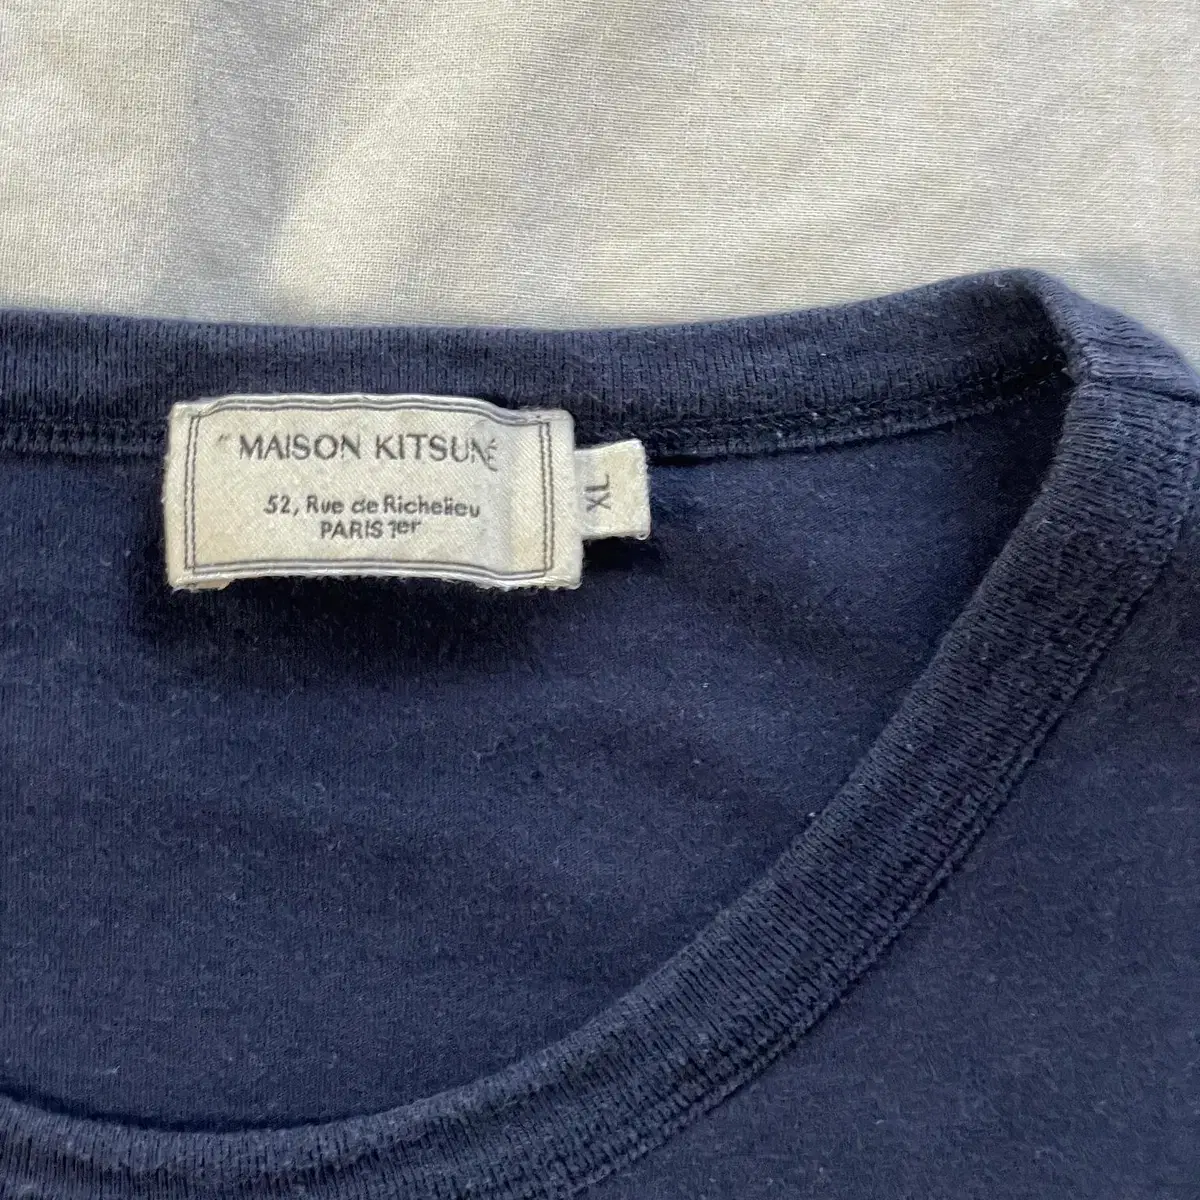 "MAISON KITSUNÉ
52, Rue de Richelieu
PARIS 1er
XL